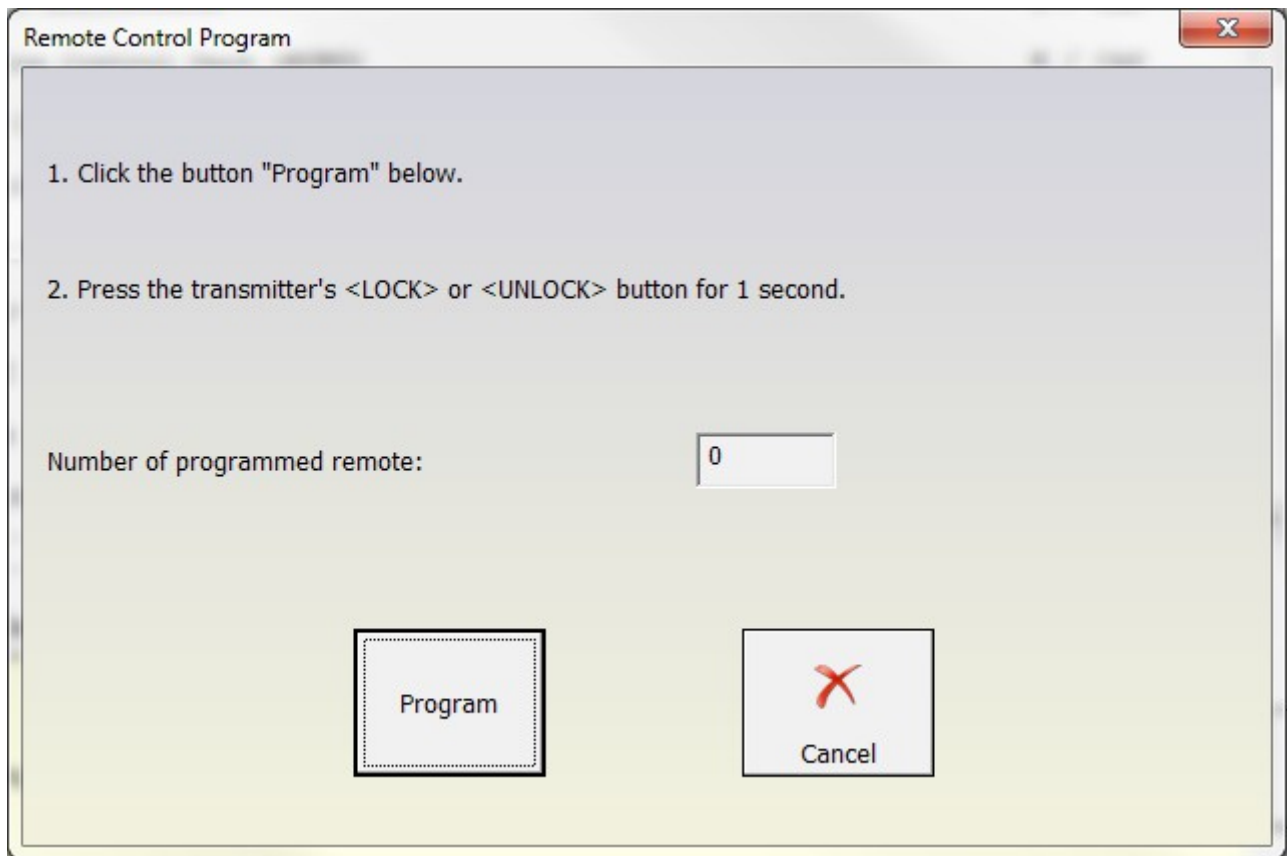 Remote Control Program
1. Click the button "Program" below.
2. Press the transmitter's <LOCK> or <UNLOCK> button for 1 second.
Number of programmed remote: 0
Program
Cancel